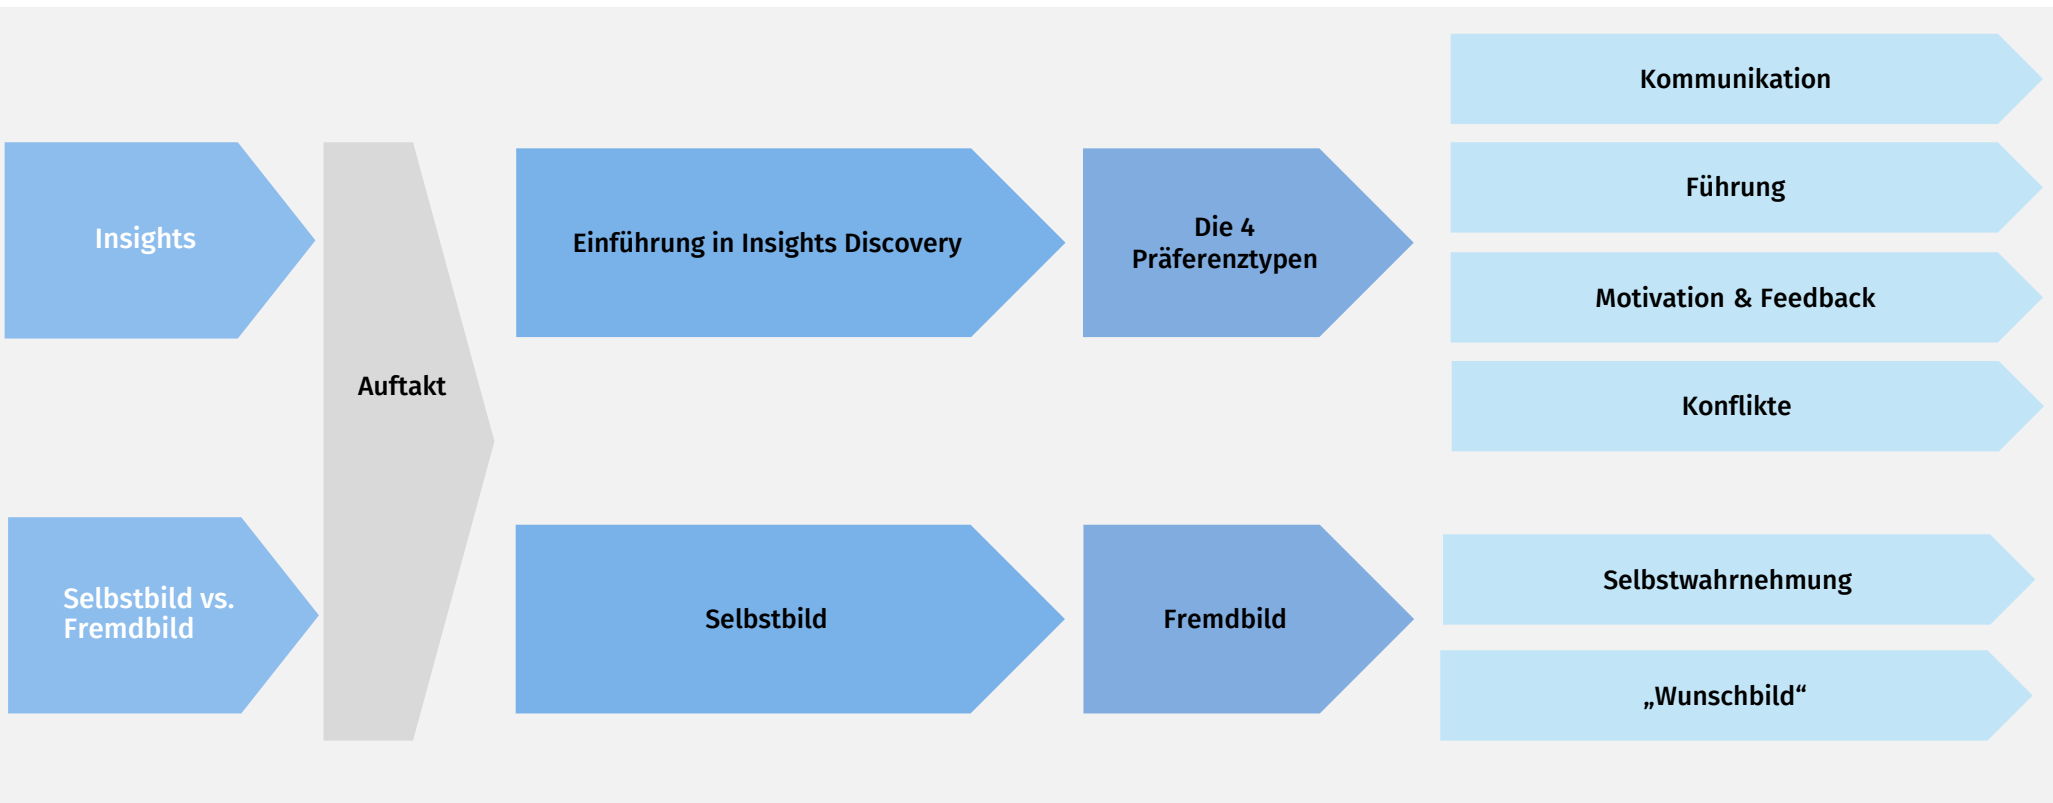 Insights
Auftakt
Einführung in Insights Discovery
Die 4
Präferenztypen
Kommunikation
Führung
Motivation & Feedback
Konflikte
Selbstbild vs.
Fremdbild
Selbstbild
Fremdbild
Selbstwahrnehmung
„Wunschbild“